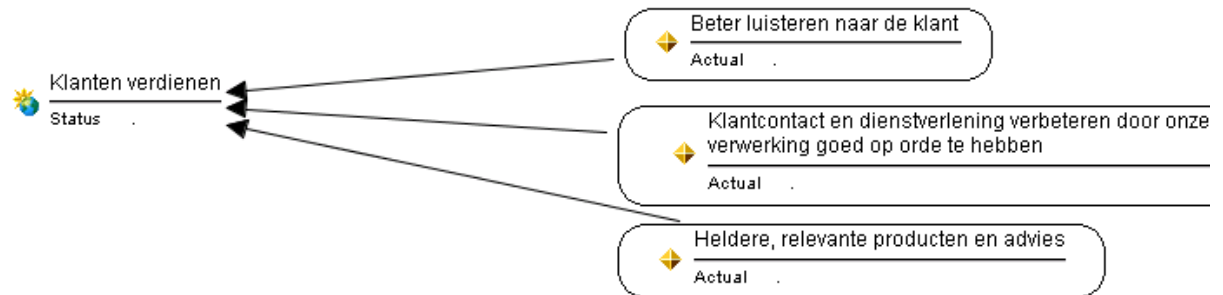 Beter luisteren naar de klant
Actual .
Klanten verdienen
Status .
Klantcontact en dienstverlening verbeteren door onze
verwerking goed op orde te hebben
Actual .
Heldere, relevante producten en advies
Actual .